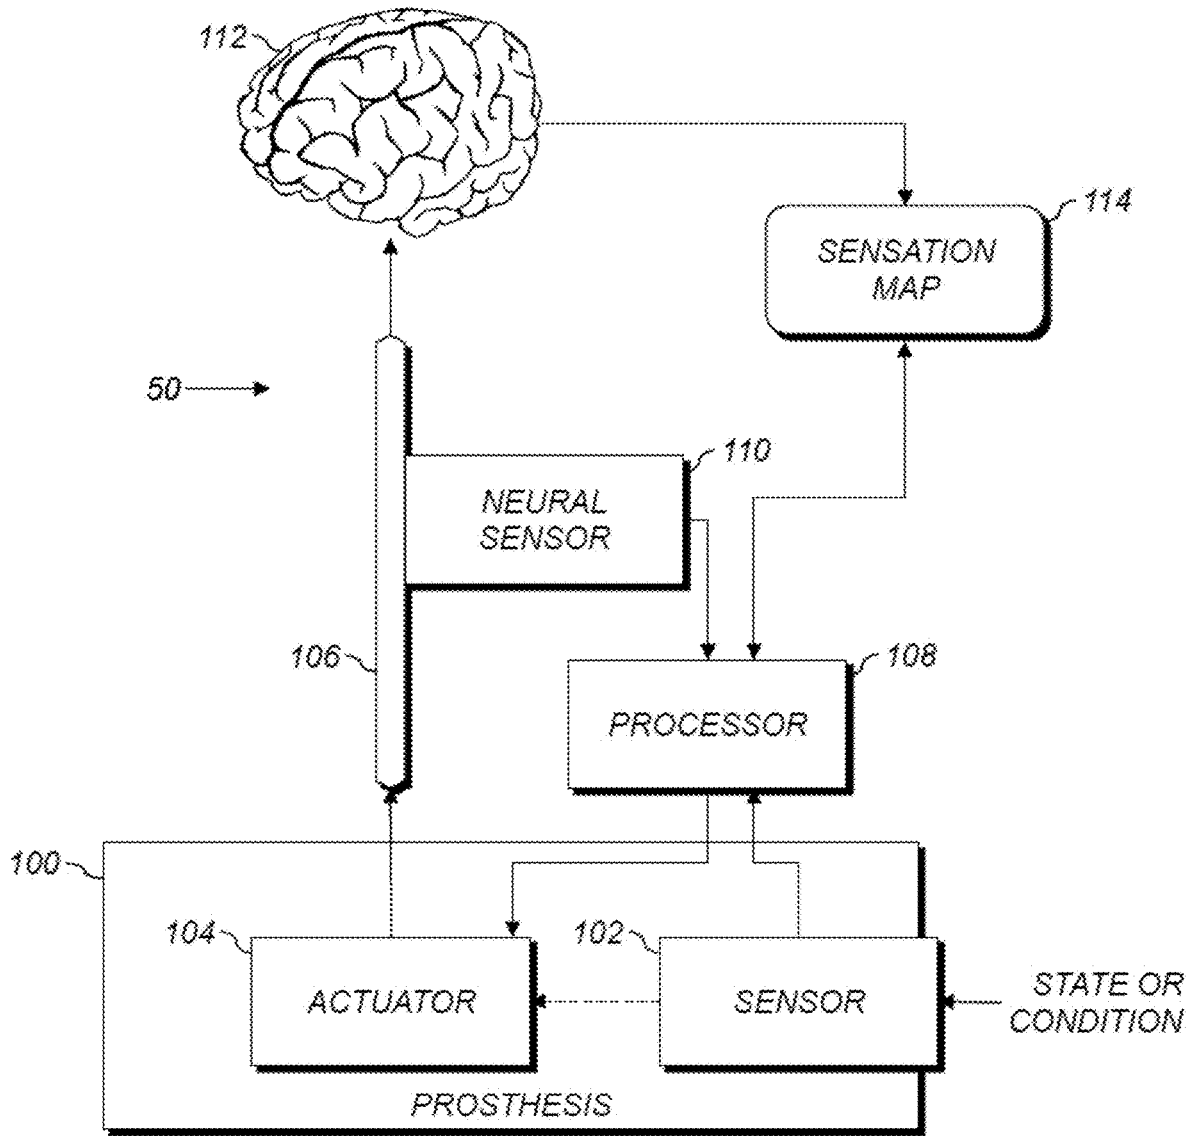 112
114
SENSATION
MAP
50
110
NEURAL
SENSOR
106
108
PROCESSOR
100
104
102
ACTUATOR
SENSOR
STATE OR
CONDITION
PROSTHESIS